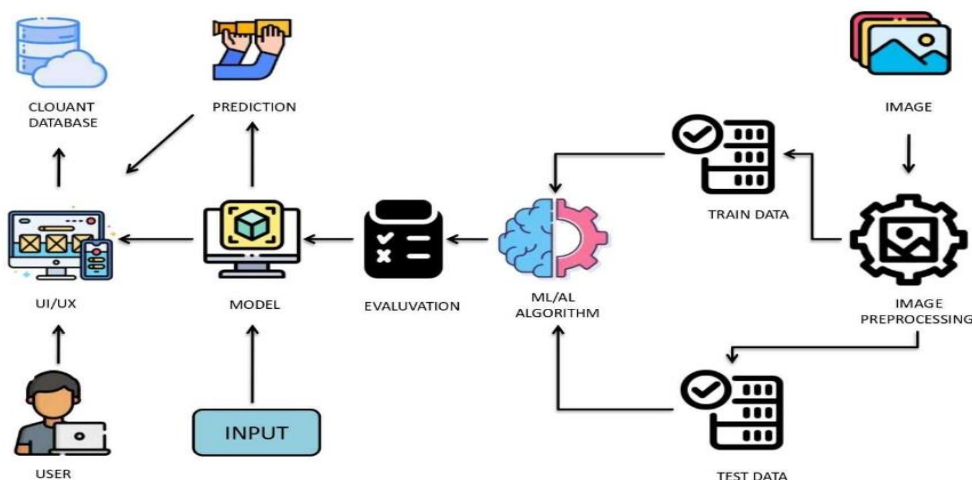 CLOUANT
DATABASE
PREDICTION
IMAGE
TRAIN DATA
UI/UX
MODEL
EVALUVATION
ML/AL
ALGORITHM
IMAGE
PREPROCESSING
INPUT
USER
TEST DATA